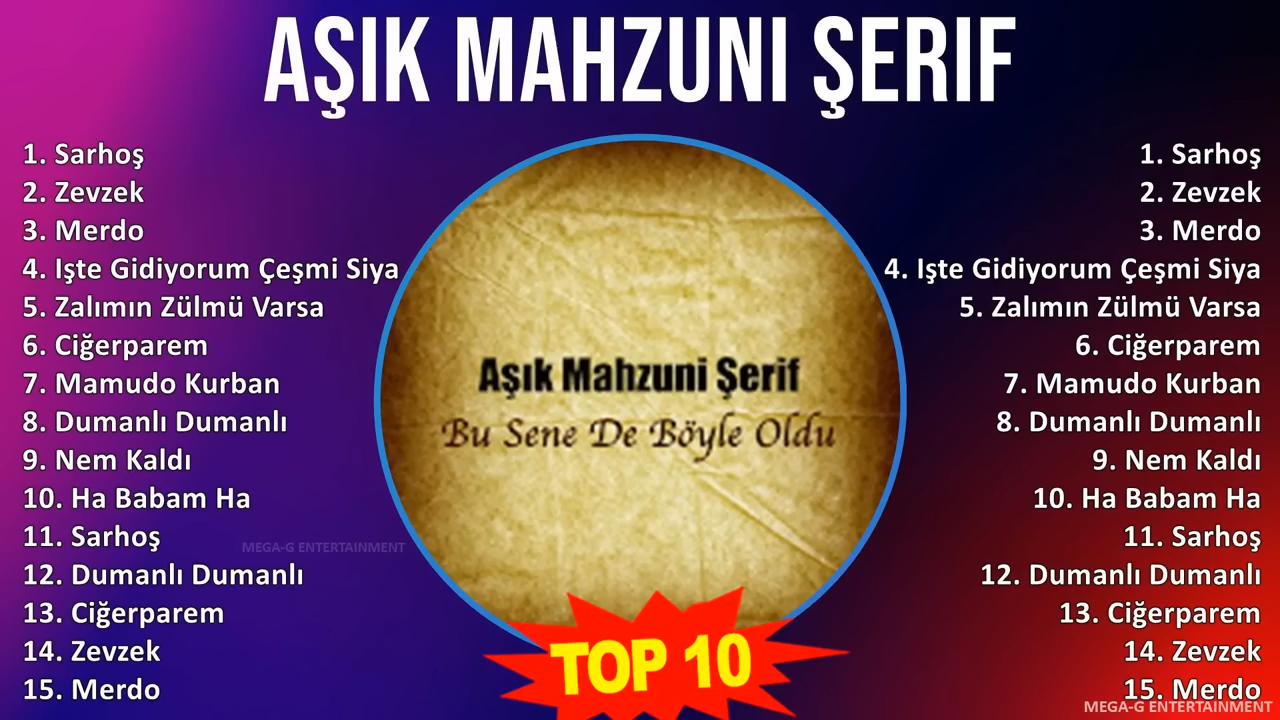 AŞIK MAHZUNI ŞERIF
1. Sarhoş
2. Zevzek
3. Merdo
4. Işte Gidiyorum Çeşmi Siya
5. Zalımın Zülmü Varsa
6. Ciğerparem
7. Mamudo Kurban
8. Dumanlı Dumanlı
9. Nem Kaldı
10. Ha Babam Ha
11. Sarhoş
12. Dumanlı Dumanlı
13. Ciğerparem
14. Zevzek
15. Merdo
MEGA-G ENTERTAINMENT
Aşık Mahzuni Şerif
Bu Sene De Böyle Oldu
TOP 10
1. Sarhoş
2. Zevzek
3. Merdo
4. Işte Gidiyorum Çeşmi Siya
5. Zalımın Zülmü Varsa
6. Ciğerparem
7. Mamudo Kurban
8. Dumanlı Dumanlı
9. Nem Kaldı
10. Ha Babam Ha
11. Sarhoş
12. Dumanlı Dumanlı
13. Ciğerparem
14. Zevzek
15. Merdo
MEGA-G ENTERTAINMENT